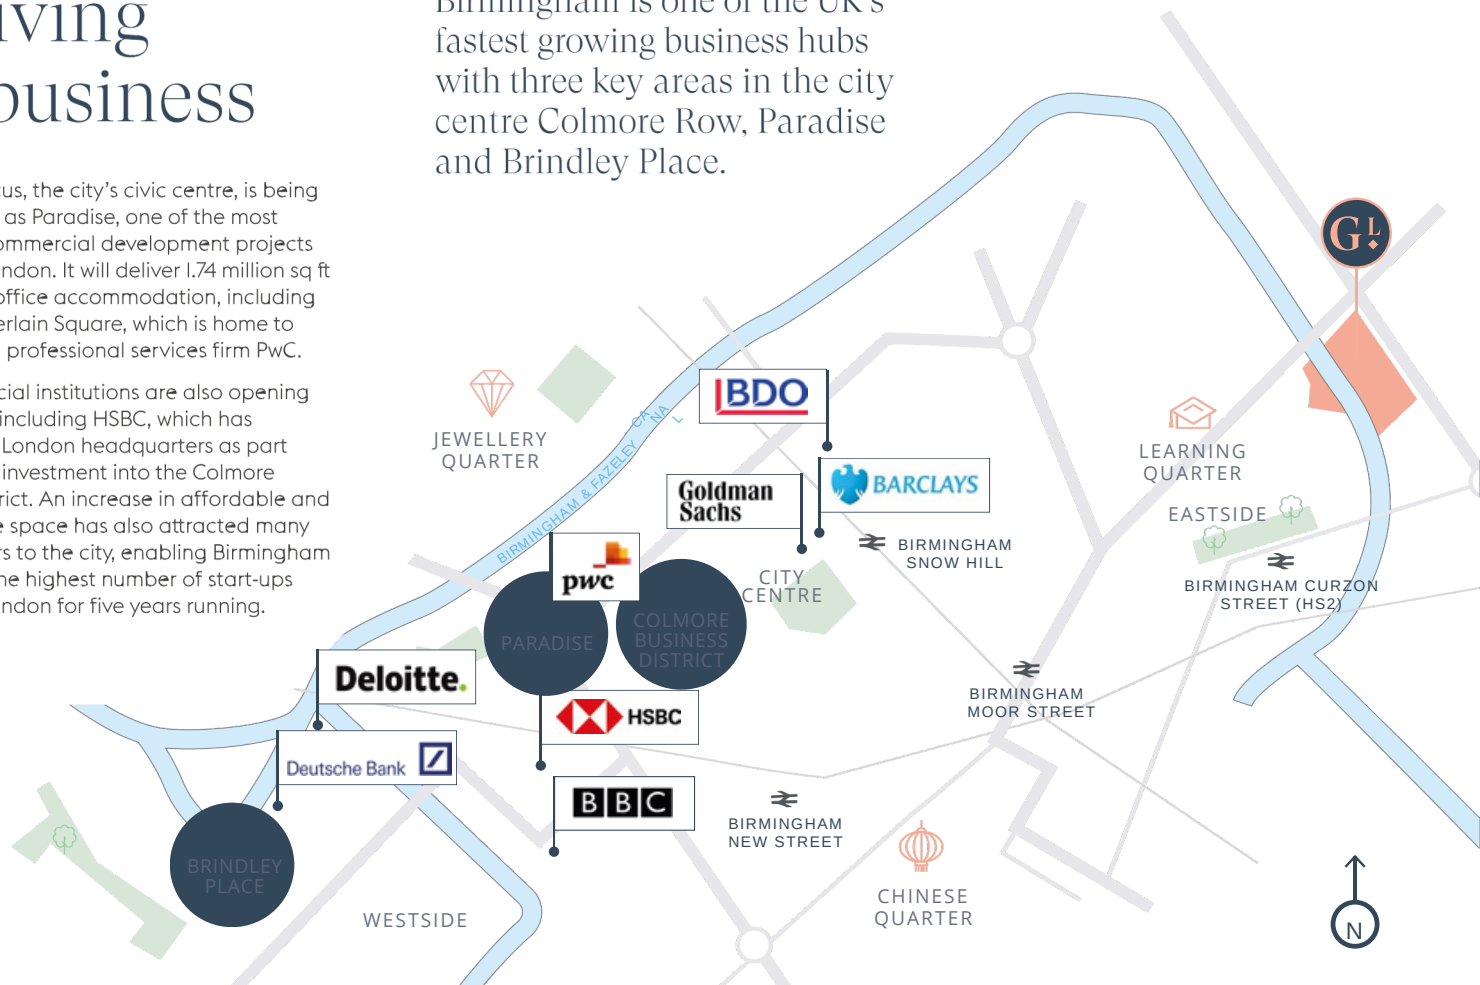 iving
business
Birmingham is one of the UK's
fastest growing business hubs
with three key areas in the city
centre Colmore Row, Paradise
and Brindley Place.
cus, the city's civic centre, is being
as Paradise, one of the most
ommercial development projects
ndon. It will deliver 1.74 million sq ft
office accommodation, including
erlain Square, which is home to
professional services firm PwC.
cial institutions are also opening
including HSBC, which has
London headquarters as part
investment into the Colmore
rict. An increase in affordable and
e space has also attracted many
rs to the city, enabling Birmingham
he highest number of start-ups
ndon for five years running.
GL
JEWELLERY
QUARTER
BIRMINGHAM & FAZELEY CANAL
BDO
Goldman
Sachs
BARCLAYS
LEARNING
QUARTER
EASTSIDE
BIRMINGHAM
SNOW HILL
BIRMINGHAM CURZON
STREET (HS2)
pwc
CITY
CENTRE
PARADISE
COLMORE
BUSINESS
DISTRICT
Deloitte.
HSBC
BIRMINGHAM
MOOR STREET
Deutsche Bank
BBC
BIRMINGHAM
NEW STREET
BRINDLEY
PLACE
WESTSIDE
CHINESE
QUARTER
N